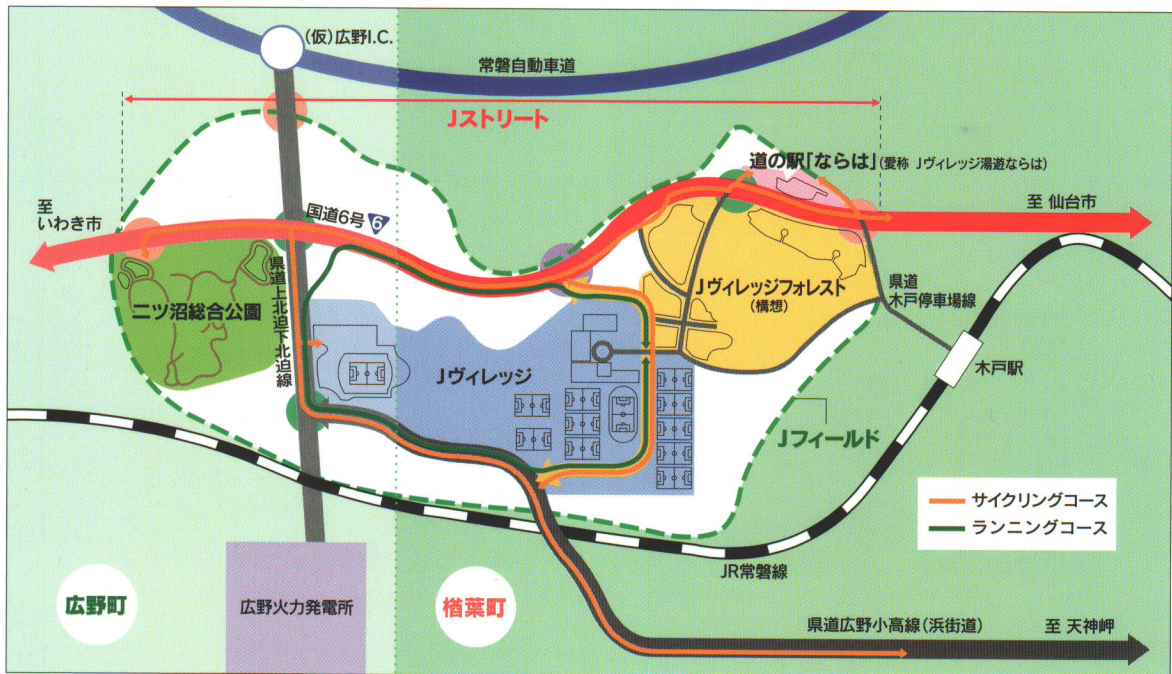 (仮)広野I.C.
常磐自動車道
Jストリート
道の駅「ならは」(愛称 Jヴィレッジ湯遊ならは)
至
いわき市
国道6号 6
至 仙台市
県道上北迫下北迫線
二ツ沼総合公園
Jヴィレッジフォレスト
(構想)
県道
木戸停車場線
Jヴィレッジ
木戸駅
Jフィールド
サイクリングコース
ランニングコース
JR常磐線
広野町
広野火力発電所
楢葉町
県道広野小高線(浜街道)
至 天神岬